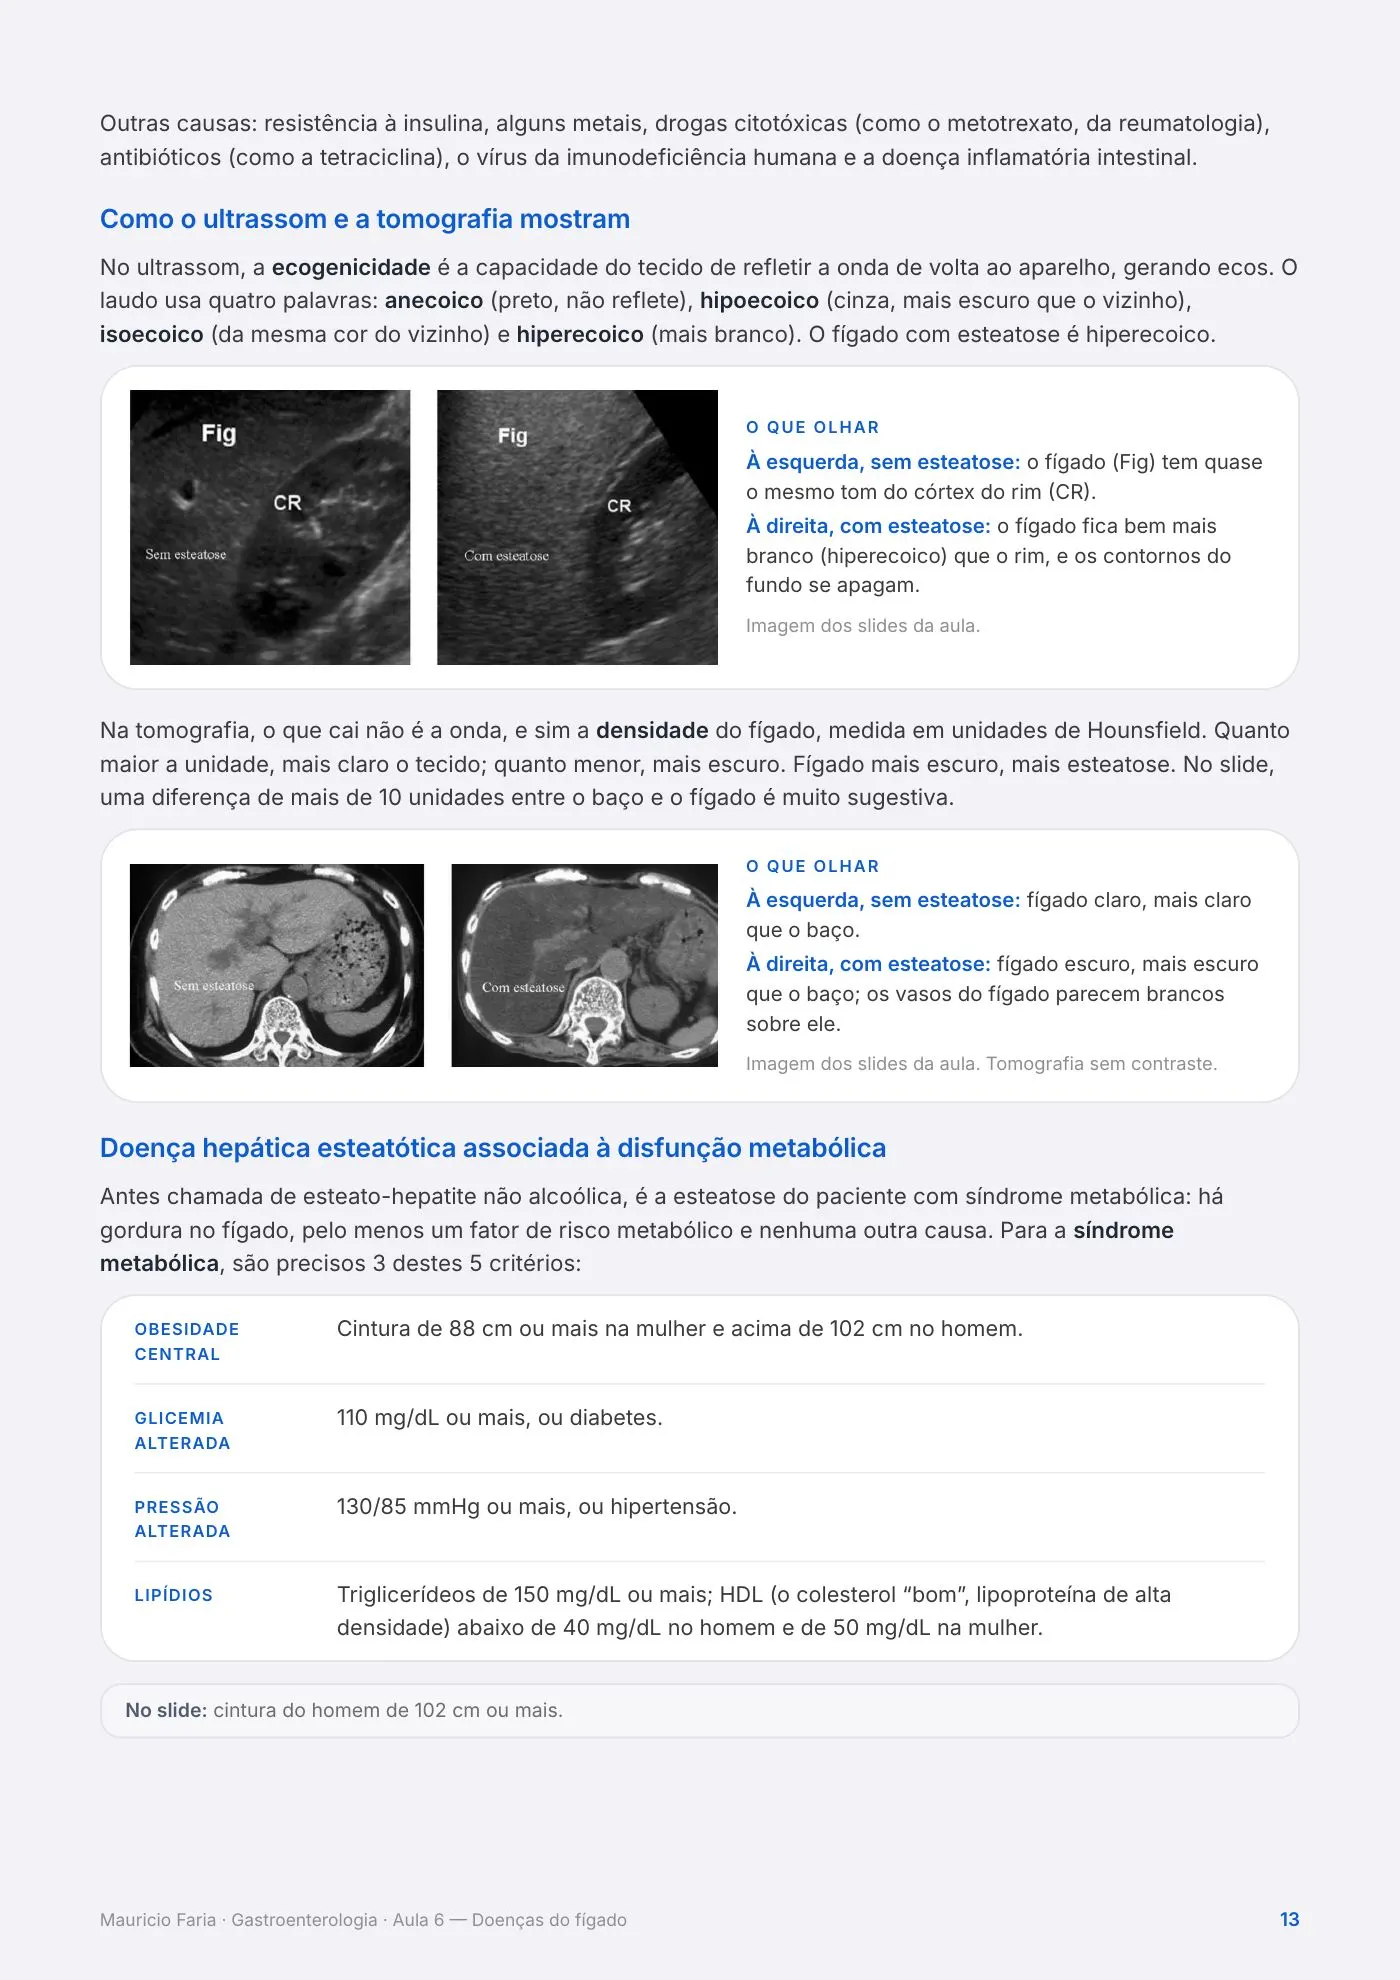 Outras causas: resistência à insulina, alguns metais, drogas citotóxicas (como o metotrexato, da reumatologia),
antibióticos (como a tetraciclina), o vírus da imunodeficiência humana e a doença inflamatória intestinal.
Como o ultrassom e a tomografia mostram
No ultrassom, a ecogenicidade é a capacidade do tecido de refletir a onda de volta ao aparelho, gerando ecos. O
laudo usa quatro palavras: anecoico (preto, não reflete), hipoecoico (cinza, mais escuro que o vizinho),
isoecoico (da mesma cor do vizinho) e hiperecoico (mais branco). O fígado com esteatose é hiperecoico.
Fig
CR
Sem esteatose
Fig
CR
Com esteatose
O QUE OLHAR
À esquerda, sem esteatose: o fígado (Fig) tem quase
o mesmo tom do córtex do rim (CR).
À direita, com esteatose: o fígado fica bem mais
branco (hiperecoico) que o rim, e os contornos do
fundo se apagam.
Imagem dos slides da aula.
Na tomografia, o que cai não é a onda, e sim a densidade do fígado, medida em unidades de Hounsfield. Quanto
maior a unidade, mais claro o tecido; quanto menor, mais escuro. Fígado mais escuro, mais esteatose. No slide,
uma diferença de mais de 10 unidades entre o baço e o fígado é muito sugestiva.
Sem esteatose
Com esteatose
O QUE OLHAR
À esquerda, sem esteatose: fígado claro, mais claro
que o baço.
À direita, com esteatose: fígado escuro, mais escuro
que o baço; os vasos do fígado parecem brancos
sobre ele.
Imagem dos slides da aula. Tomografia sem contraste.
Doença hepática esteatótica associada à disfunção metabólica
Antes chamada de esteato-hepatite não alcoólica, é a esteatose do paciente com síndrome metabólica: há
gordura no fígado, pelo menos um fator de risco metabólico e nenhuma outra causa. Para a síndrome
metabólica, são precisos 3 destes 5 critérios:
OBESIDADE
CENTRAL
Cintura de 88 cm ou mais na mulher e acima de 102 cm no homem.
GLICEMIA
ALTERADA
110 mg/dL ou mais, ou diabetes.
PRESSÃO
ALTERADA
130/85 mmHg ou mais, ou hipertensão.
LIPÍDIOS
Triglicerídeos de 150 mg/dL ou mais; HDL (o colesterol “bom”, lipoproteína de alta
densidade) abaixo de 40 mg/dL no homem e de 50 mg/dL na mulher.
No slide: cintura do homem de 102 cm ou mais.
Mauricio Faria · Gastroenterologia · Aula 6 — Doenças do fígado
13